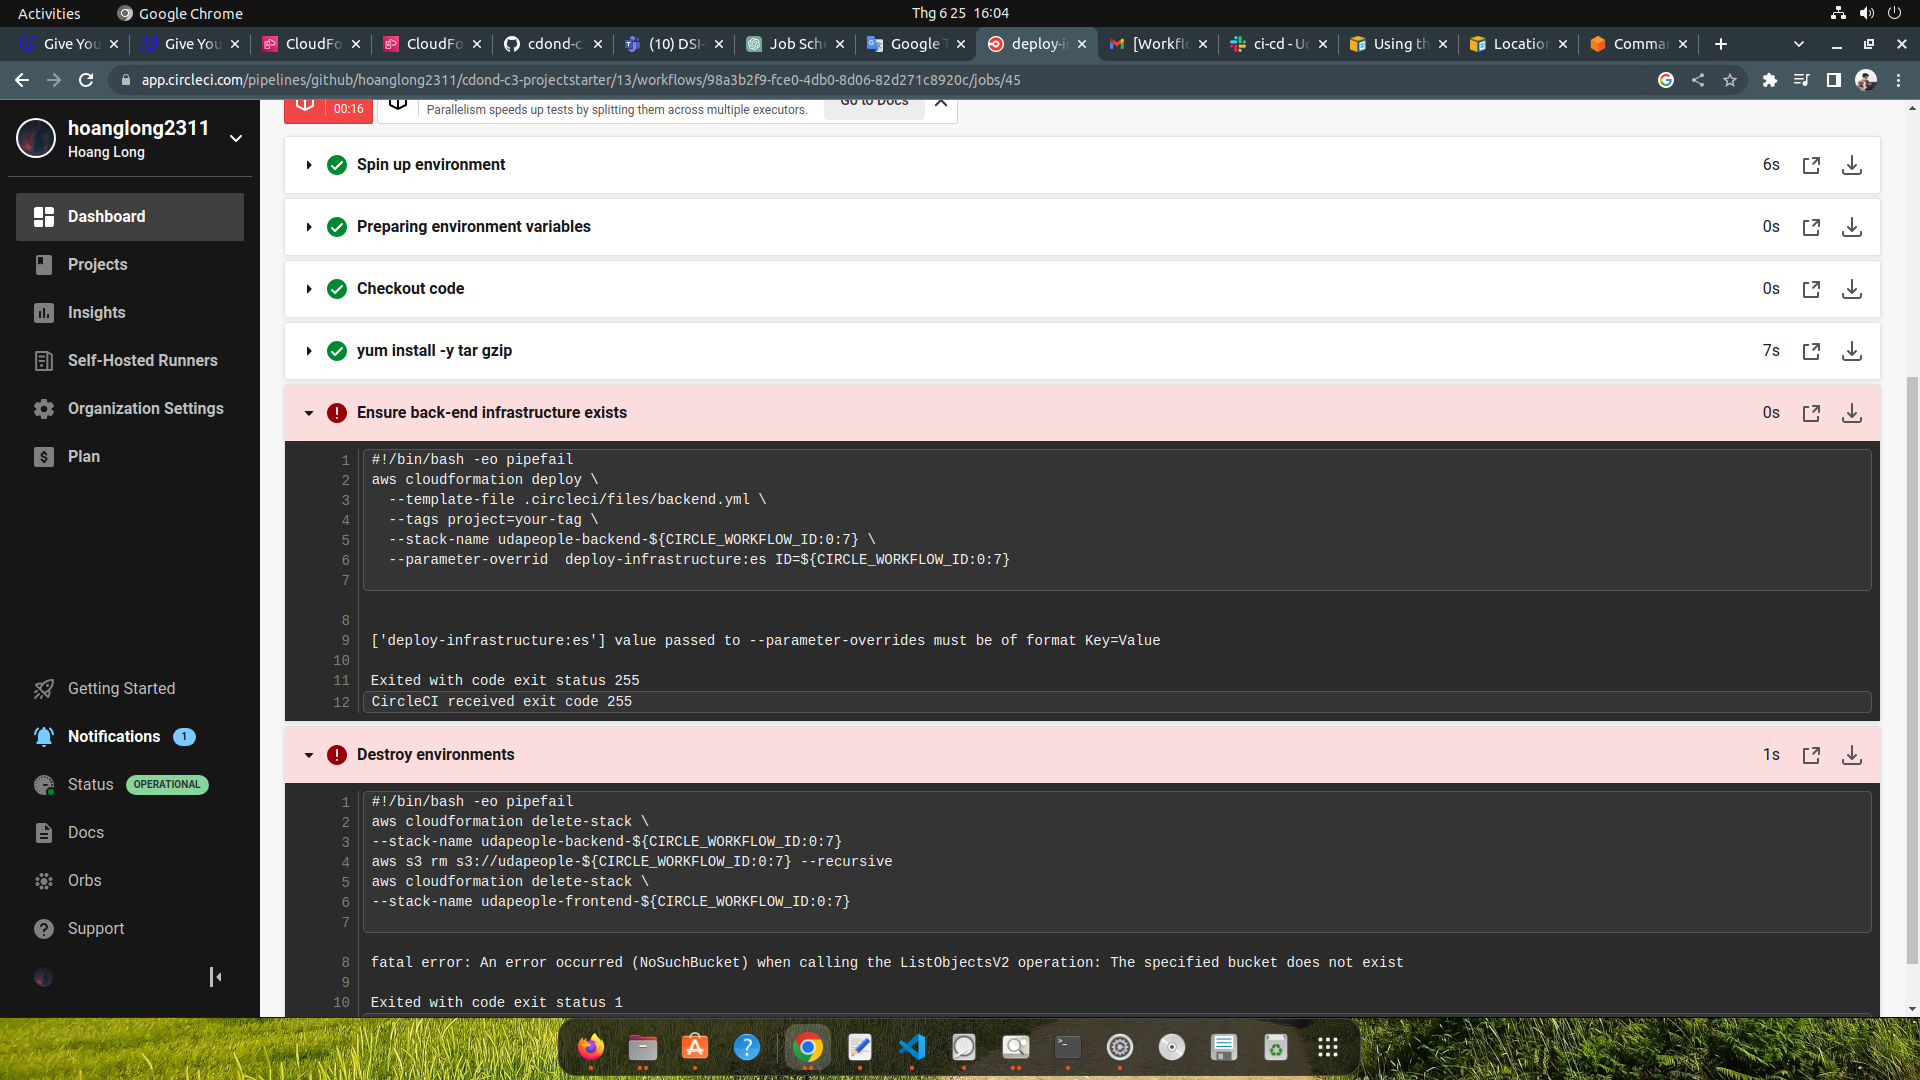 Activities
Google Chrome
Thg 6 25 16:04
Give You
Give You
CloudFo
CloudFo
cdond-c
(10) DSI-
Job Sche
Google T
deploy-i
[Workfl
ci-cd - U
Using th
Location
Comman
app.circleci.com/pipelines/github/hoanglong2311/cdond-c3-projectstarter/13/workflows/98a3b2f9-fce0-4db0-8d06-82d271c8920c/jobs/45
hoanglong2311
Hoang Long
Dashboard
Projects
Insights
Self-Hosted Runners
Organization Settings
Plan
Getting Started
Notifications 1
Status OPERATIONAL
Docs
Orbs
Support
00:16
Parallelism speeds up tests by splitting them across multiple executors.
Go to Docs
Spin up environment 6s
Preparing environment variables 0s
Checkout code 0s
yum install -y tar gzip 7s
Ensure back-end infrastructure exists 0s
1 #!/bin/bash -eo pipefail
2 aws cloudformation deploy \
3 --template-file .circleci/files/backend.yml \
4 --tags project=your-tag \
5 --stack-name udapeople-backend-${CIRCLE_WORKFLOW_ID:0:7} \
6 --parameter-overrid  deploy-infrastructure:es ID=${CIRCLE_WORKFLOW_ID:0:7}
7
8
9 ['deploy-infrastructure:es'] value passed to --parameter-overrides must be of format Key=Value
10
11 Exited with code exit status 255
12 CircleCI received exit code 255
Destroy environments 1s
1 #!/bin/bash -eo pipefail
2 aws cloudformation delete-stack \
3 --stack-name udapeople-backend-${CIRCLE_WORKFLOW_ID:0:7}
4 aws s3 rm s3://udapeople-${CIRCLE_WORKFLOW_ID:0:7} --recursive
5 aws cloudformation delete-stack \
6 --stack-name udapeople-frontend-${CIRCLE_WORKFLOW_ID:0:7}
7
8 fatal error: An error occurred (NoSuchBucket) when calling the ListObjectsV2 operation: The specified bucket does not exist
9
10 Exited with code exit status 1